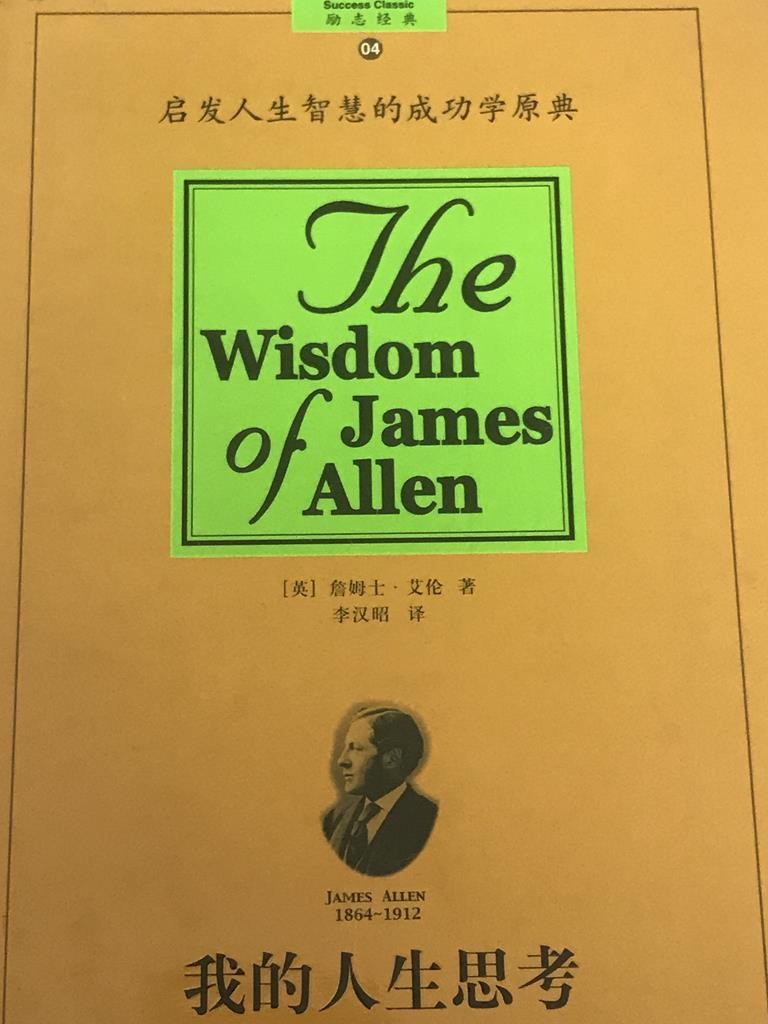 Success Classic
励志经典
04
启发人生智慧的成功学原典
The
Wisdom
of James
Allen
[英] 詹姆士·艾伦 著
李汉昭 译
JAMES ALLEN
1864~1912
我的人生思考